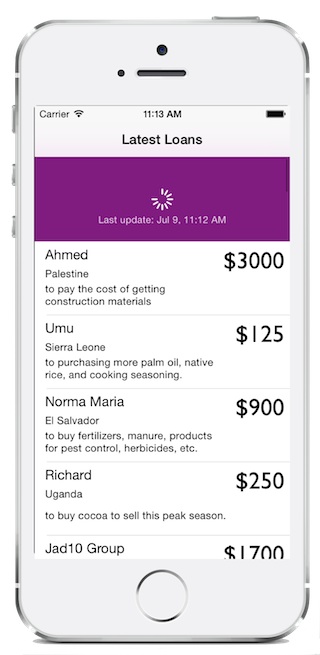 Carrier 11:13 AM
Latest Loans
Last update: Jul 9, 11:12 AM
Ahmed
$3000
Palestine
to pay the cost of getting
construction materials
Umu
$125
Sierra Leone
to purchasing more palm oil, native
rice, and cooking seasoning.
Norma Maria
$900
El Salvador
to buy fertilizers, manure, products
for pest control, herbicides, etc.
Richard
$250
Uganda
to buy cocoa to sell this peak season.
Jad10 Group
$1700